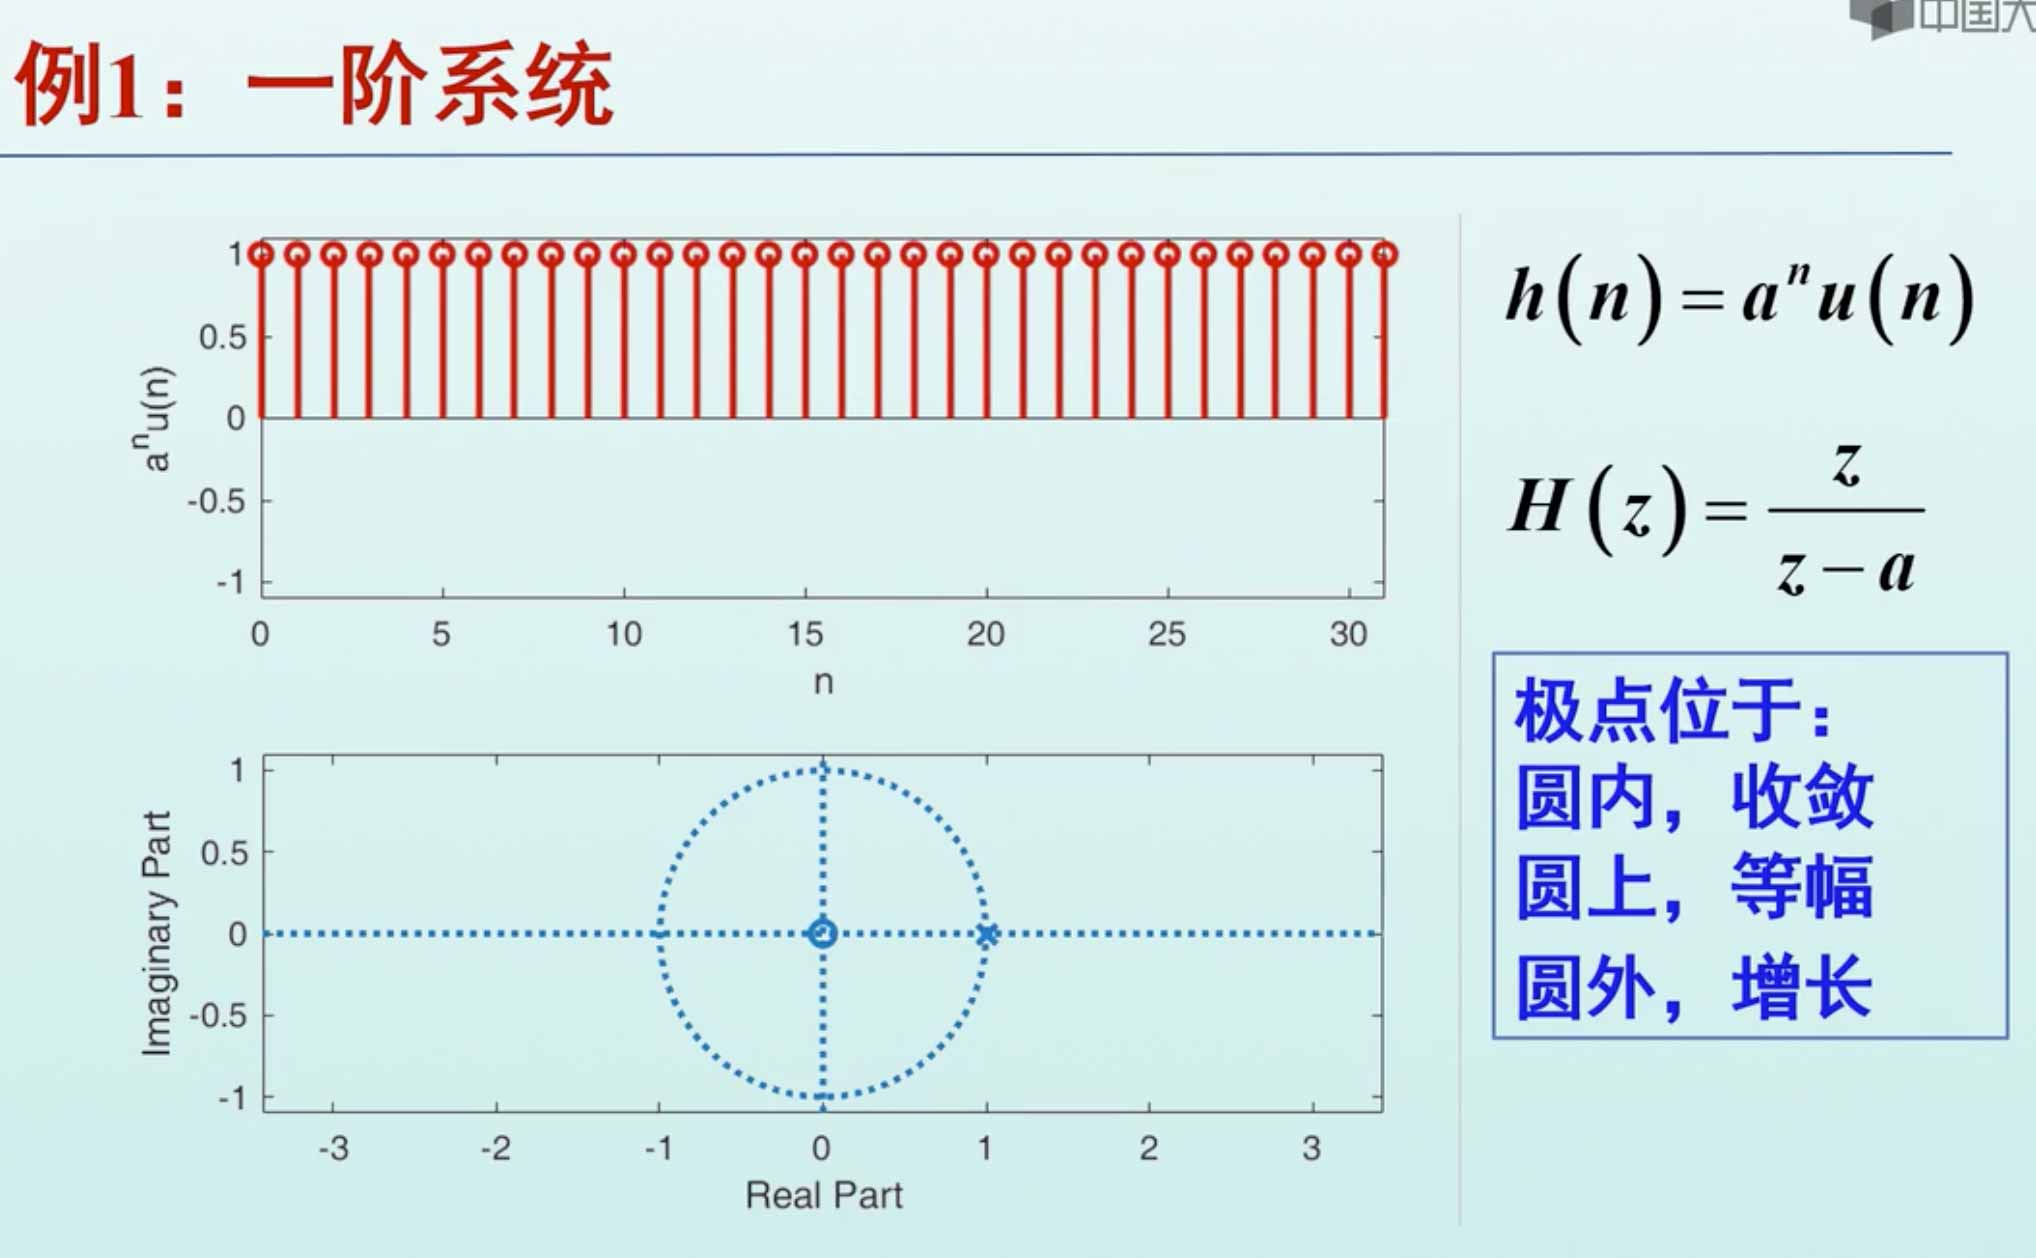 中国大
例1：一阶系统
1
0.5
0
-0.5
-1
aⁿu(n)
0 5 10 15 20 25 30
n
1
0.5
0
-0.5
-1
Imaginary Part
-3 -2 -1 0 1 2 3
Real Part
h(n)=aⁿu(n)
H(z)=z/(z-a)
极点位于：
圆内，收敛
圆上，等幅
圆外，增长